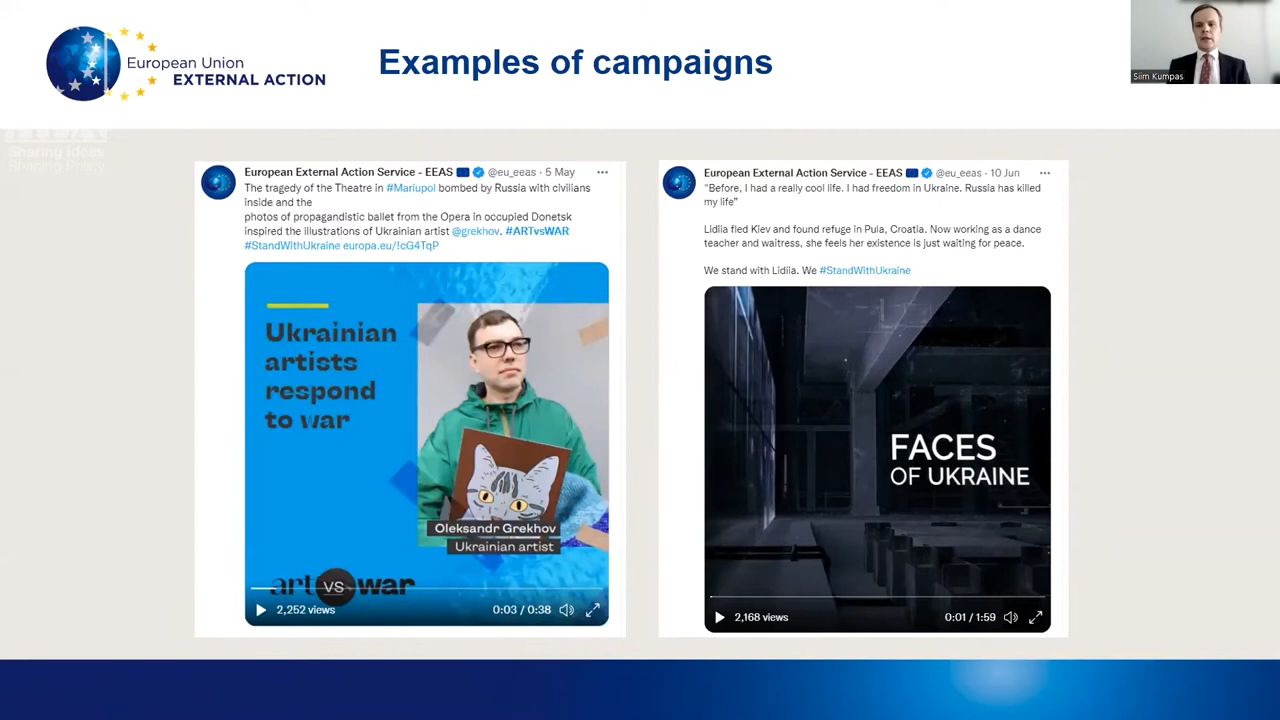 European Union
EXTERNAL ACTION
Examples of campaigns
Siim Kumpas
Sharing Ideas
European External Action Service - EEAS @eu_eeas · 5 May
The tragedy of the Theatre in #Mariupol bombed by Russia with civilians
inside and the
photos of propagandistic ballet from the Opera in occupied Donetsk
inspired the illustrations of Ukrainian artist @grekhov. #ARTvsWAR
#StandWithUkraine europa.eu/!cG4TqP
Ukrainian
artists
respond
to war
Oleksandr Grekhov
Ukrainian artist
art vs war
2,252 views
0:03 / 0:38
European External Action Service - EEAS @eu_eeas · 10 Jun
"Before, I had a really cool life. I had freedom in Ukraine. Russia has killed
my life"
Lidiia fled Kiev and found refuge in Pula, Croatia. Now working as a dance
teacher and waitress, she feels her existence is just waiting for peace.
We stand with Lidiia. We #StandWithUkraine
FACES
OF UKRAINE
2,168 views
0:01 / 1:59